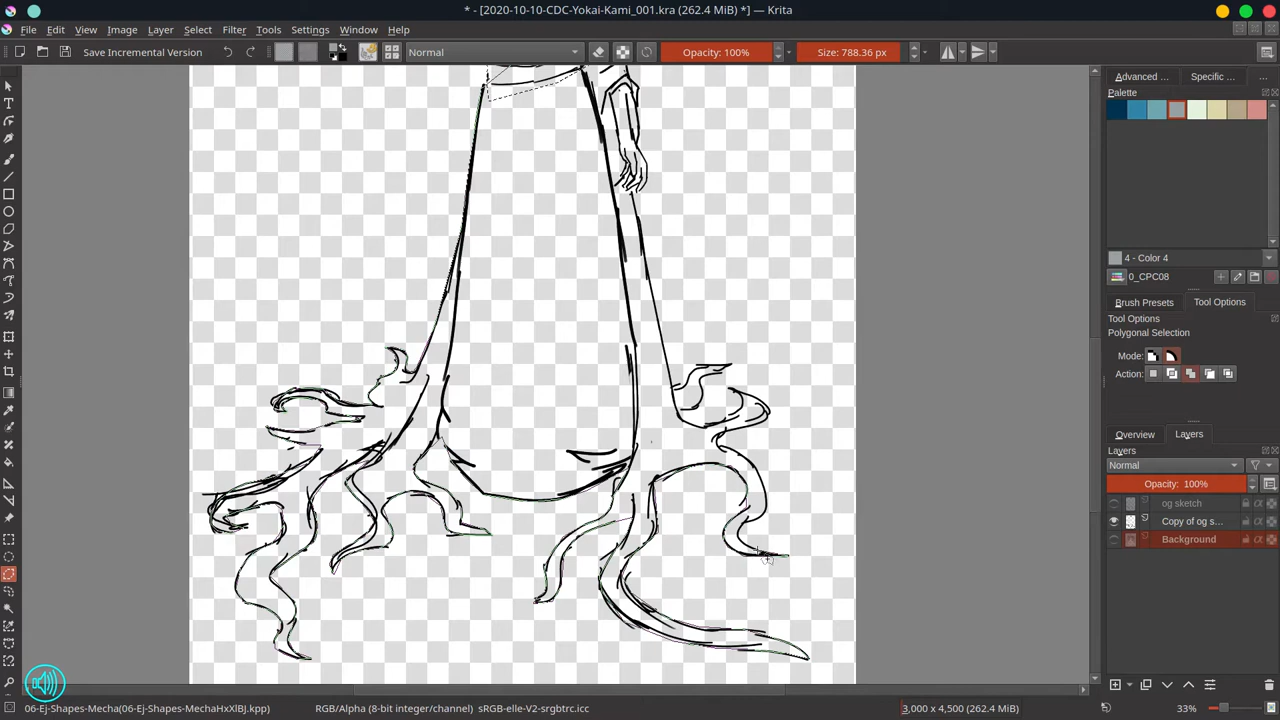 * - [2020-10-10-CDC-Yokai-Kami_001.kra (262.4 MiB) *] — Krita
File Edit View Image Layer Select Filter Tools Settings Window Help
Save Incremental Version Normal Opacity: 100% Size: 788.36 px
Advanced ... Specific ... ...
Palette
4 - Color 4
0_CPC08
Brush Presets Tool Options
Tool Options
Polygonal Selection
Mode:
Action:
Overview Layers
Layers
Normal
Opacity: 100%
og sketch
Copy of og s...
Background
06-Ej-Shapes-Mecha(06-Ej-Shapes-MechaHxXlBJ.kpp) RGB/Alpha (8-bit integer/channel) sRGB-elle-V2-srgbtrc.icc 3,000 x 4,500 (262.4 MiB) 33%